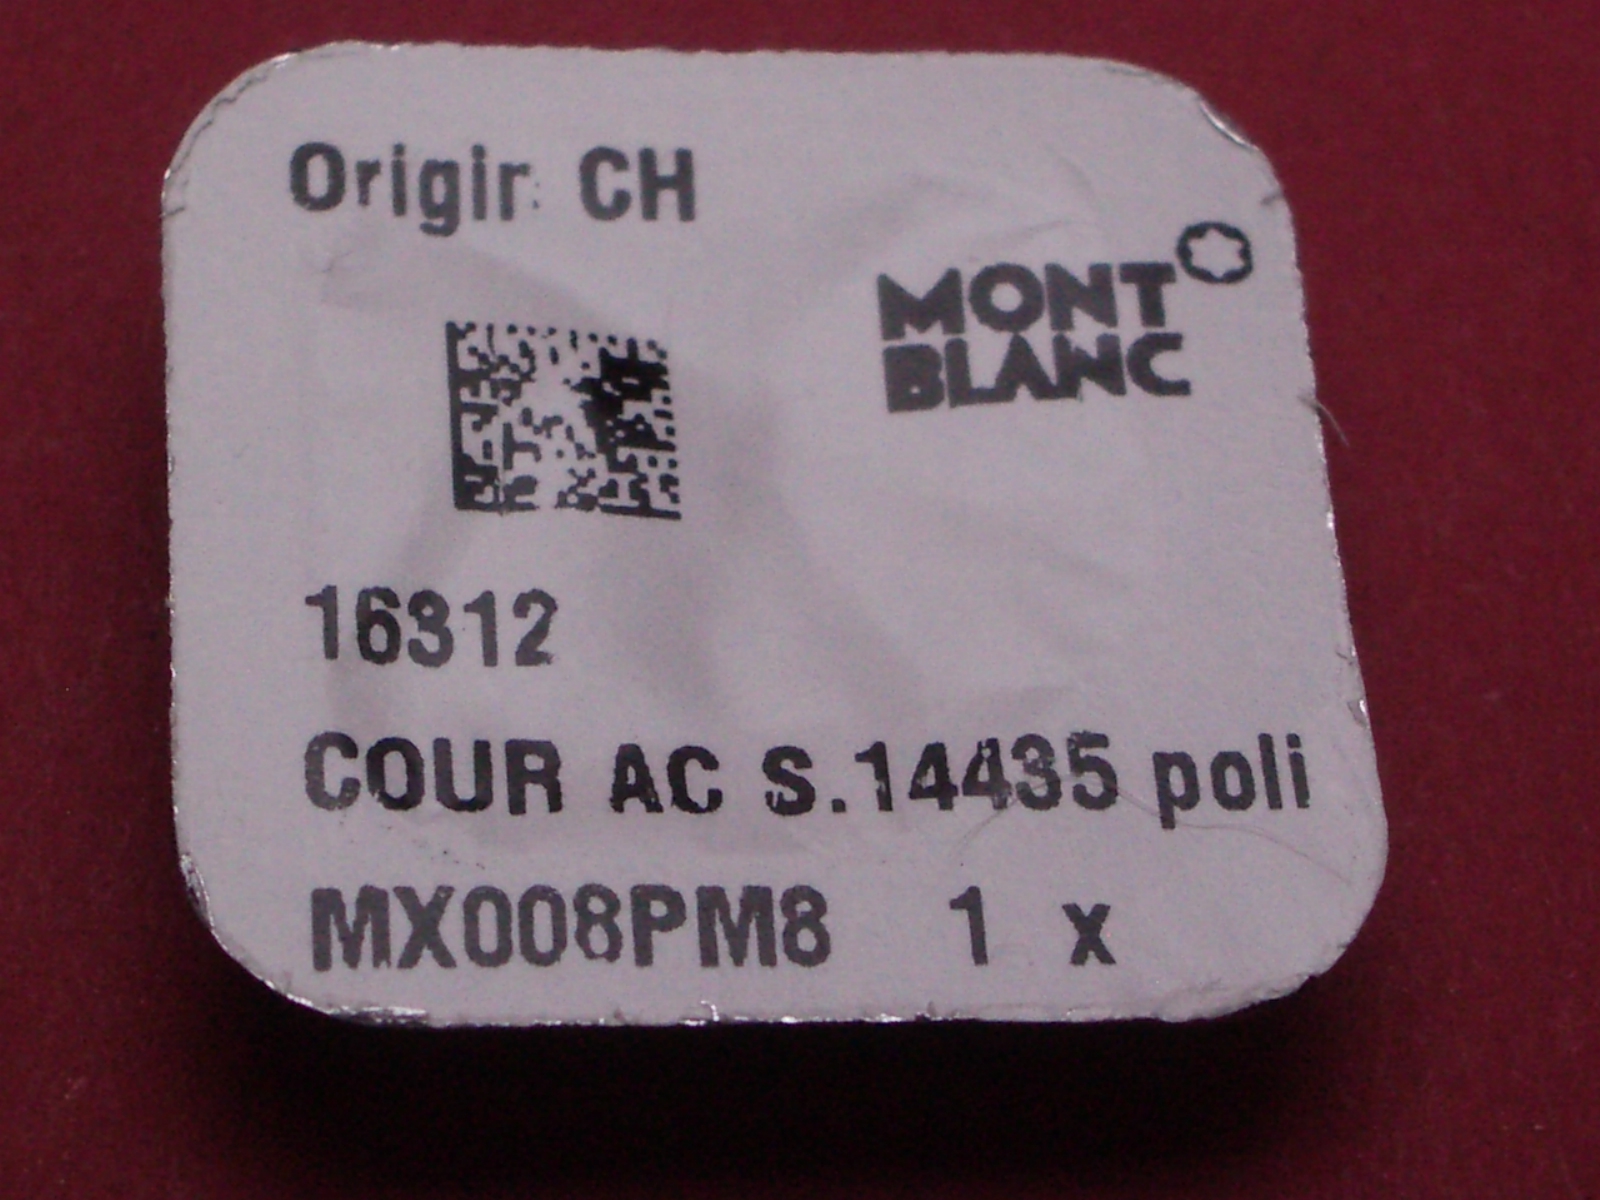 Origin CH
MONT
BLANC
16312
COUR AC S.14435 poli
MX008PM8 1 x